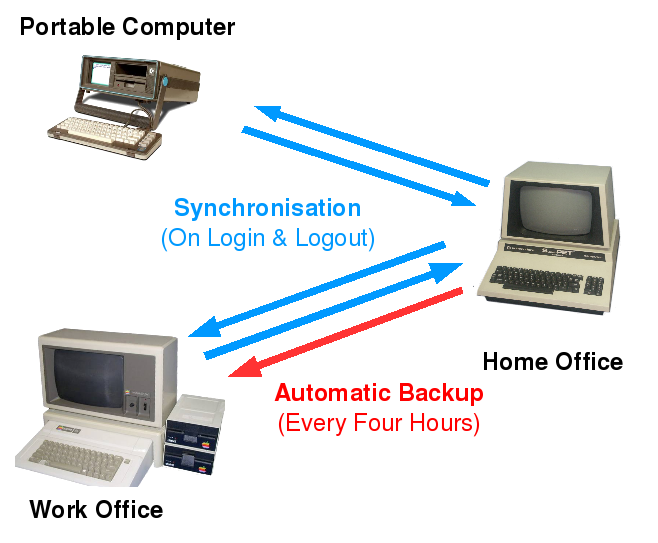 Portable Computer
Synchronisation
(On Login & Logout)
Home Office
Automatic Backup
(Every Four Hours)
Work Office